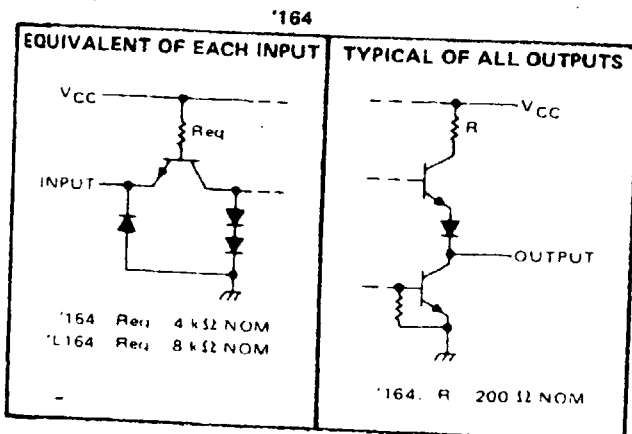 '164
EQUIVALENT OF EACH INPUT
VCC
Req
INPUT
'164 Req 4 kΩ NOM
'L164 Req 8 kΩ NOM
TYPICAL OF ALL OUTPUTS
VCC
R
OUTPUT
'164. R 200 Ω NOM